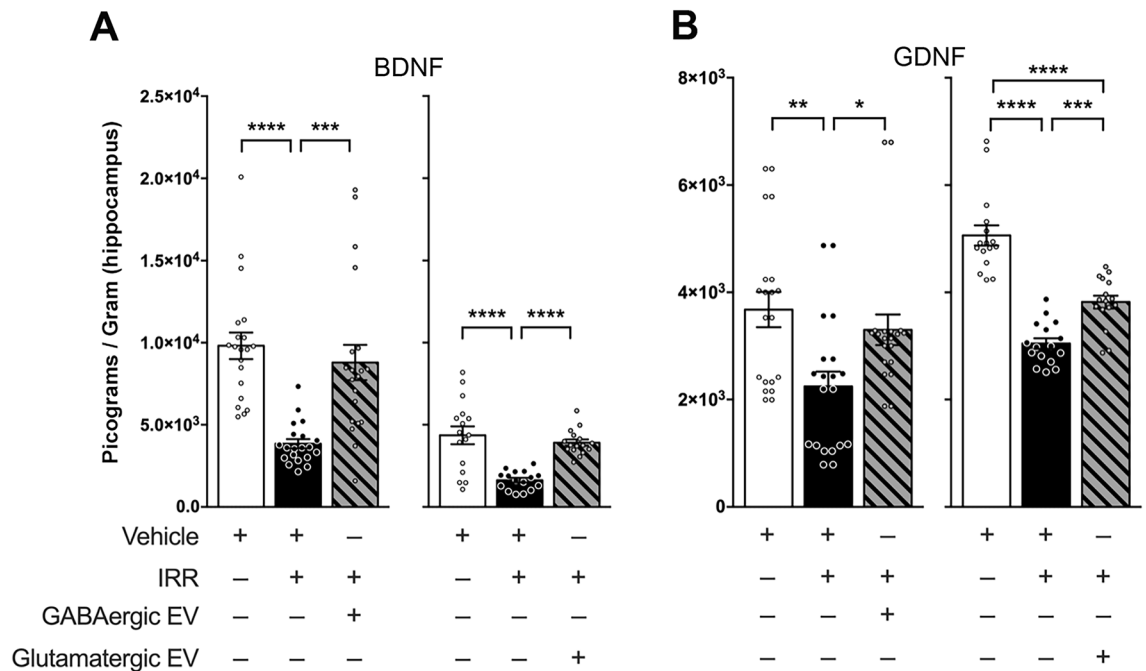 A
B
BDNF
GDNF
Picograms / Gram (hippocampus)
2.5×10⁴
2.0×10⁴
1.5×10⁴
1.0×10⁴
5.0×10³
0.0
**** ***
**** ****
8×10³
6×10³
4×10³
2×10³
0
** *
****
**** ***
Vehicle + + – + + – + + – + + –
IRR – + + – + + – + + – + +
GABAergic EV – – + – – – – – + – – –
Glutamatergic EV – – – – – + – – – – – +